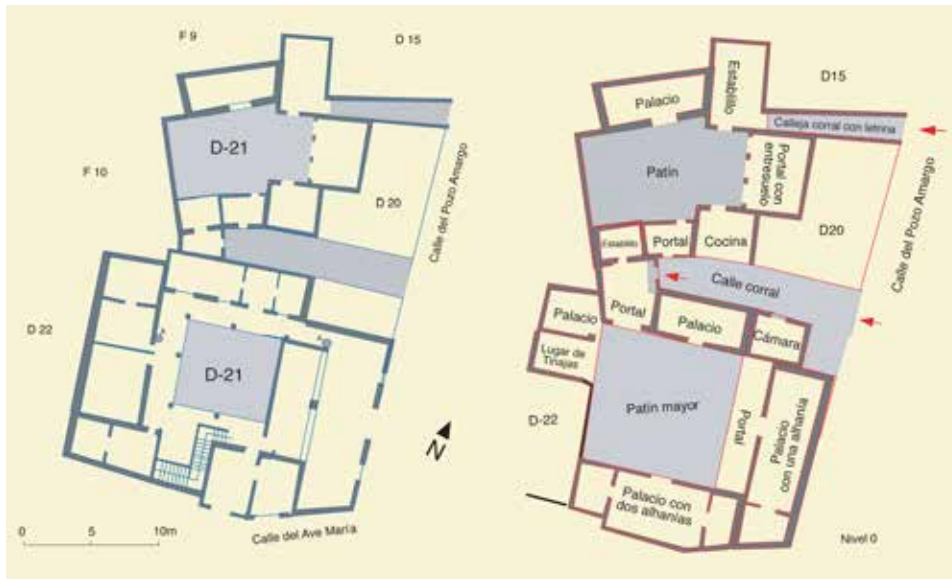 F 9
D 15
D-21
F 10
D 20
Calle del Pozo Amargo
D 22
D-21
N
0 5 10m
Calle del Ave María
D15
Establillo
Palacio
Calleja corral con letrina
Patín
Portal con
entresuelo
Establillo
Portal
Cocina
D20
Calle del Pozo Amargo
Calle corral
Portal
Palacio
Palacio
Cámara
Lugar de
Tinajas
D-22
Patín mayor
Portal
Palacio
con una alhanía
Palacio con
dos alhanías
Nivel 0